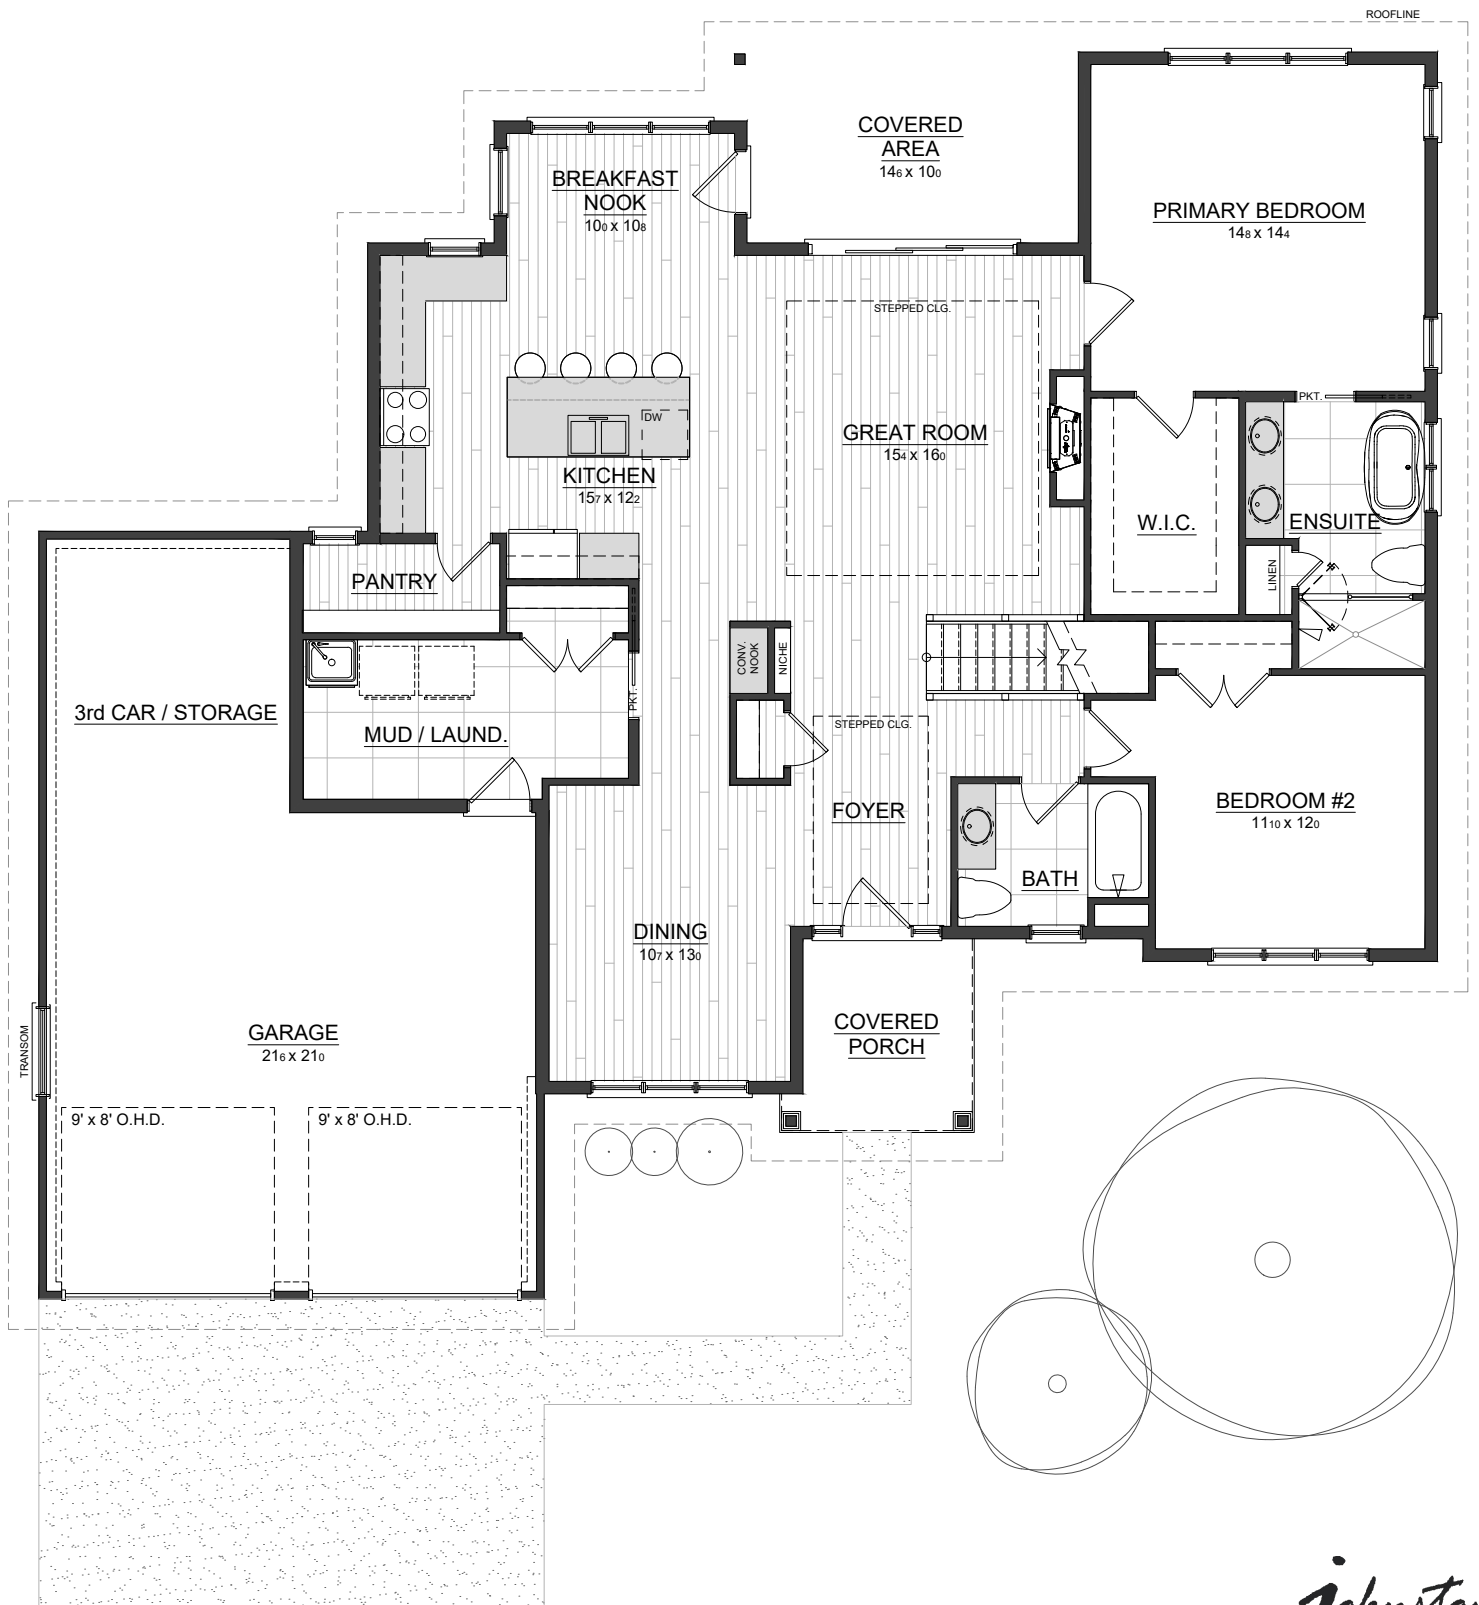 ROOFLINE
COVERED
AREA
14₆ x 10₀
BREAKFAST
NOOK
10₀ x 10₈
PRIMARY BEDROOM
14₈ x 14₄
STEPPED CLG.
PKT.
DW
GREAT ROOM
15₄ x 16₀
KITCHEN
15₇ x 12₂
W.I.C.
ENSUITE
LINEN
PANTRY
CONV.
NOOK
NICHE
PKT.
3rd CAR / STORAGE
MUD / LAUND.
STEPPED CLG.
FOYER
BEDROOM #2
11₁₀ x 12₀
BATH
DINING
10₇ x 13₀
COVERED
PORCH
GARAGE
21₆ x 21₀
TRANSOM
9' x 8' O.H.D.
9' x 8' O.H.D.